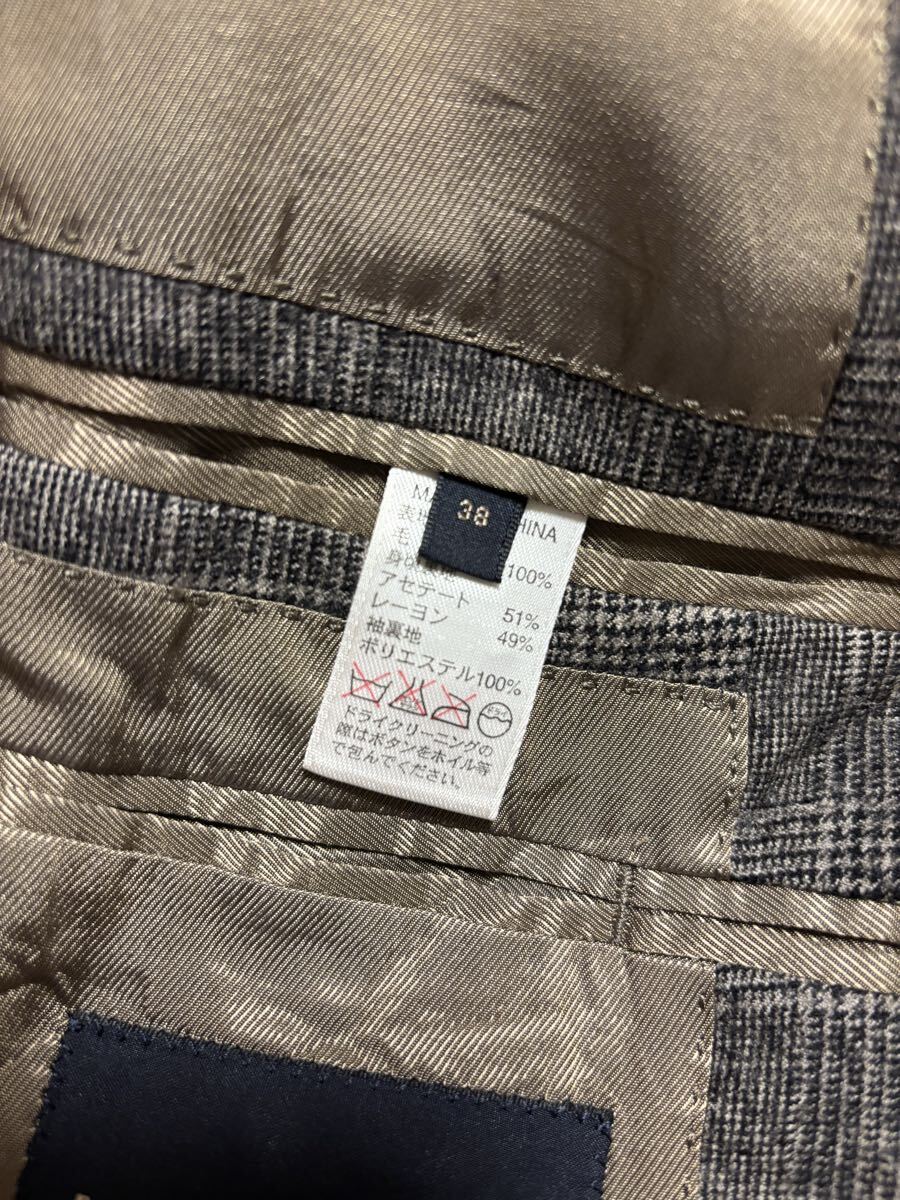 38
HINA
表地
毛 100%
アセテート 51%
レーヨン 49%
袖裏地
ポリエステル100%
ドライクリーニングの
際はボタンをホイル等
で包んでください。